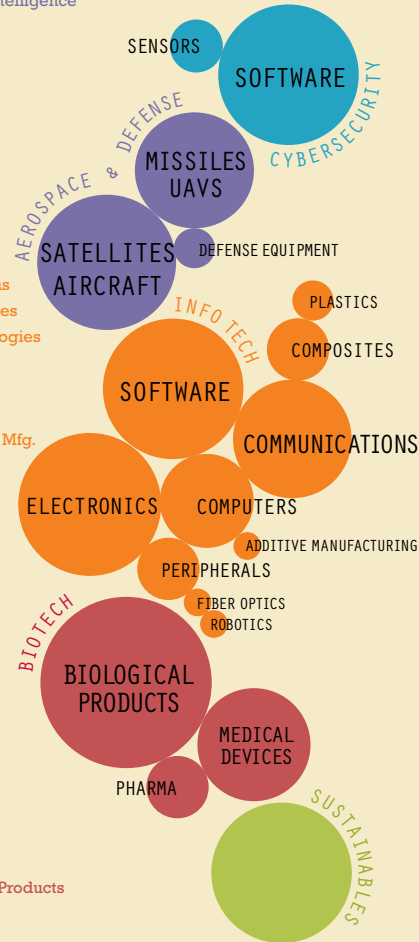 SENSORS
SOFTWARE
CYBERSECURITY
AEROSPACE & DEFENSE
MISSILES
UAVS
SATELLITES
AIRCRAFT
DEFENSE EQUIPMENT
INFO TECH
PLASTICS
COMPOSITES
SOFTWARE
Mfg.
COMMUNICATIONS
ELECTRONICS
COMPUTERS
ADDITIVE MANUFACTURING
PERIPHERALS
FIBER OPTICS
ROBOTICS
BIOTECH
BIOLOGICAL
PRODUCTS
MEDICAL
DEVICES
PHARMA
SUSTAINABLES
Products